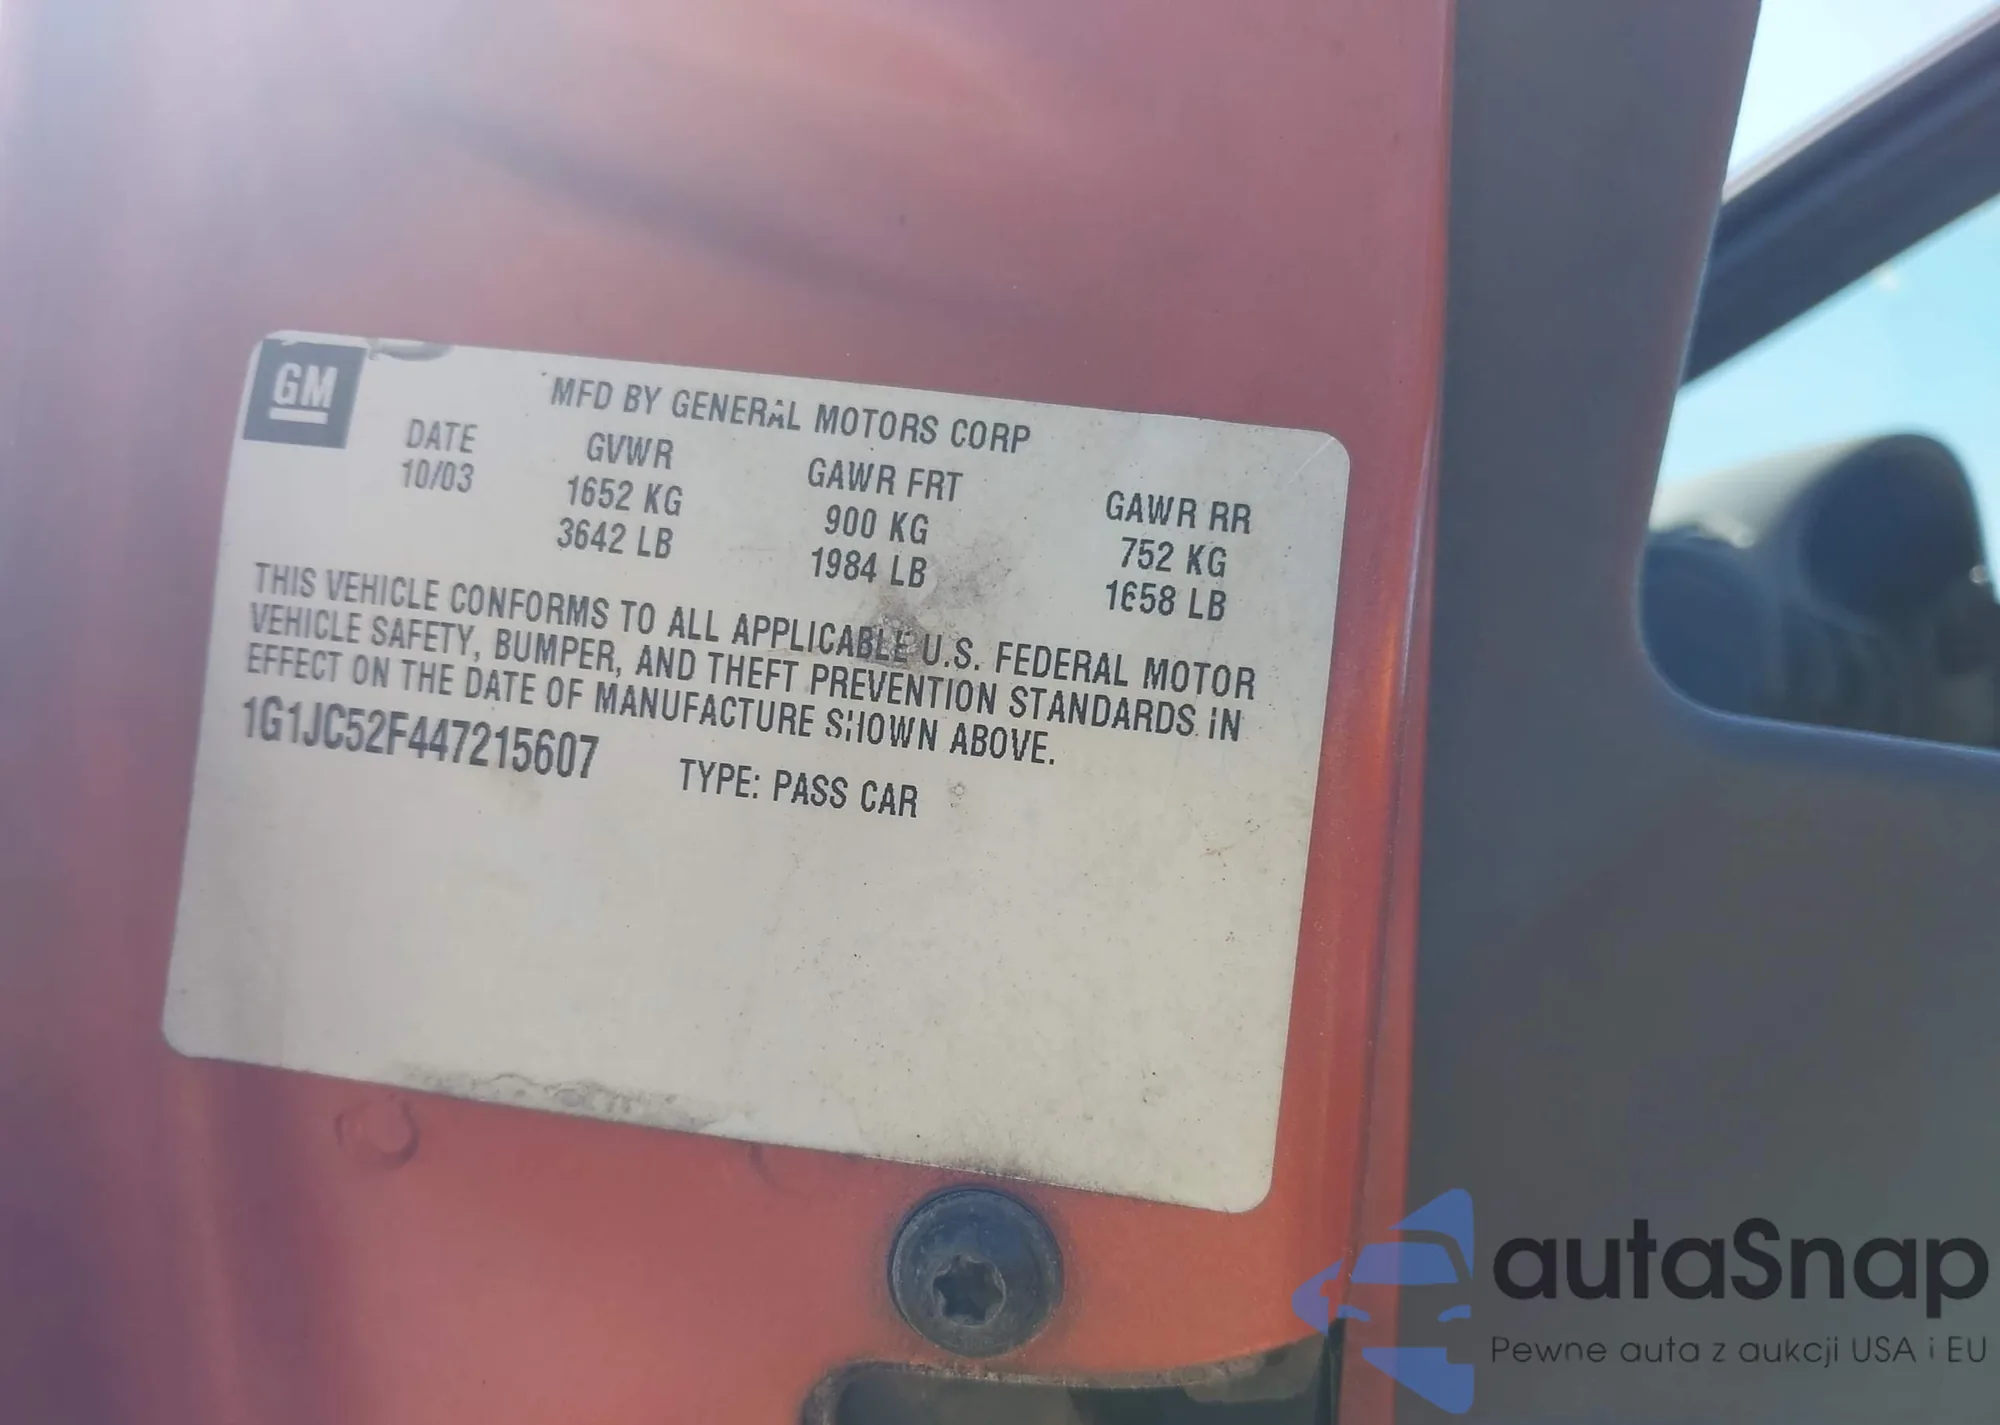 GM
MFD BY GENERAL MOTORS CORP
DATE GVWR GAWR FRT GAWR RR
10/03 1652 KG 900 KG 752 KG
3642 LB 1984 LB 1658 LB
THIS VEHICLE CONFORMS TO ALL APPLICABLE U.S. FEDERAL MOTOR
VEHICLE SAFETY, BUMPER, AND THEFT PREVENTION STANDARDS IN
EFFECT ON THE DATE OF MANUFACTURE SHOWN ABOVE.
1G1JC52F447215607 TYPE: PASS CAR
autaSnap
Pewne auta z aukcji USA i EU